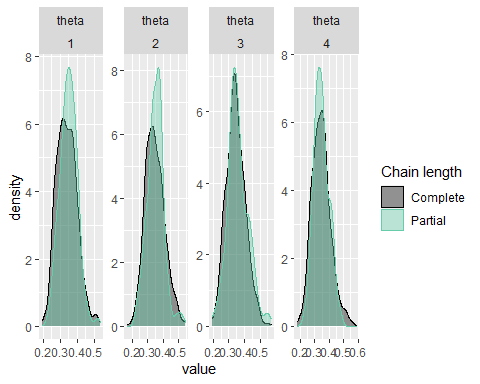 theta theta theta theta
1 2 3 4
8 8
8
6 6 6 6
4 4 4 4
2 2 2 2
0 0 0 0
0.20.30.40.5 0.20.30.40.5 0.20.30.40.5 0.20.30.40.50.6
value
density
Chain length
Complete
Partial